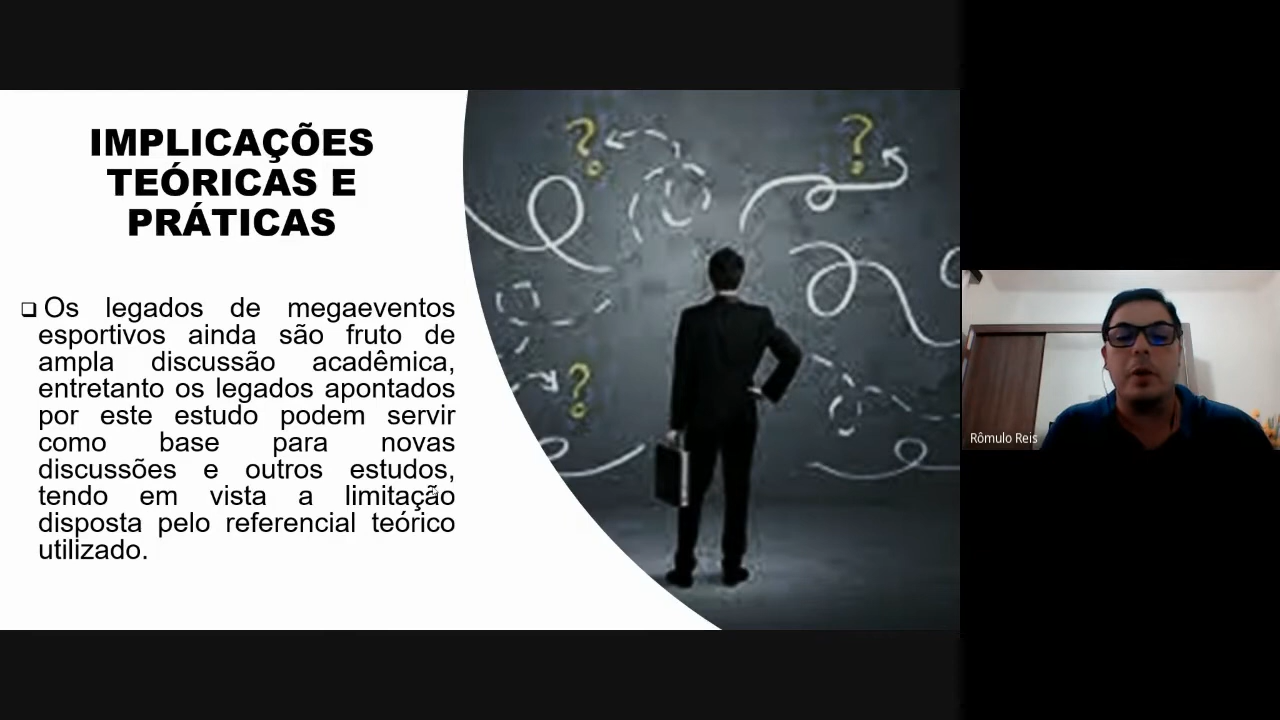 IMPLICAÇÕES
TEÓRICAS E
PRÁTICAS
Os legados de megaeventos
esportivos ainda são fruto de
ampla discussão acadêmica,
entretanto os legados apontados
por este estudo podem servir
como base para novas
discussões e outros estudos,
tendo em vista a limitação
disposta pelo referencial teórico
utilizado.
?
?
?
Rômulo Reis